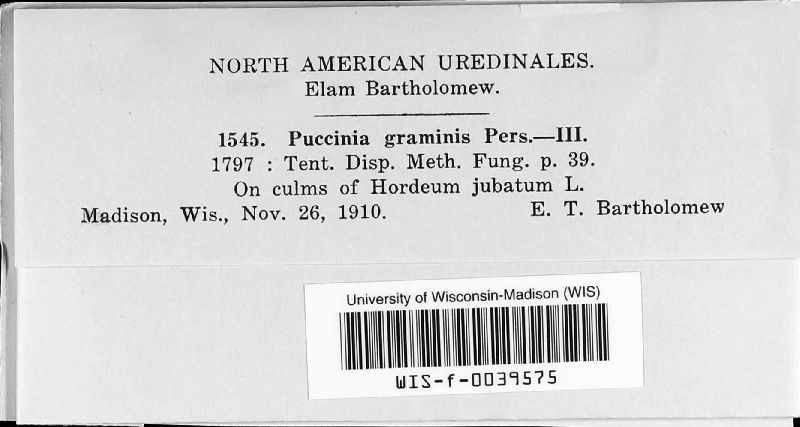 NORTH AMERICAN UREDINALES.
Elam Bartholomew.
1545. Puccinia graminis Pers.—III.
1797 : Tent. Disp. Meth. Fung. p. 39.
On culms of Hordeum jubatum L.
Madison, Wis., Nov. 26, 1910. E. T. Bartholomew
University of Wisconsin-Madison (WIS)
WIS-f-0039575